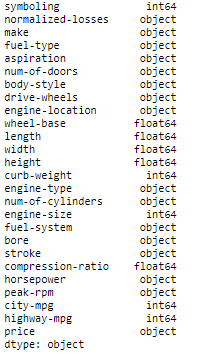 symboling int64
normalized-losses object
make object
fuel-type object
aspiration object
num-of-doors object
body-style object
drive-wheels object
engine-location object
wheel-base float64
length float64
width float64
height float64
curb-weight int64
engine-type object
num-of-cylinders object
engine-size int64
fuel-system object
bore object
stroke object
compression-ratio float64
horsepower object
peak-rpm object
city-mpg int64
highway-mpg int64
price object
dtype: object